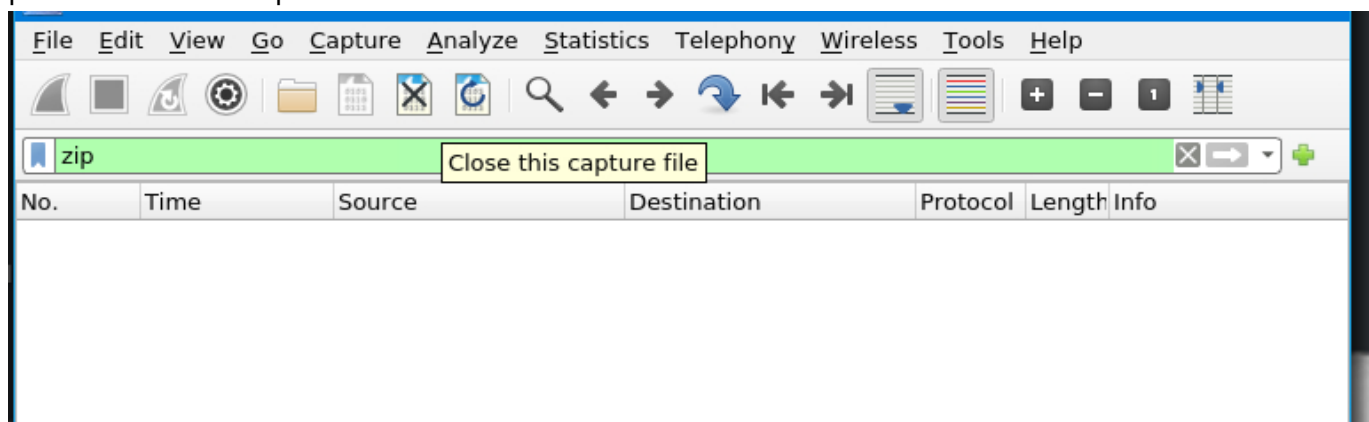 File Edit View Go Capture Analyze Statistics Telephony Wireless Tools Help
zip
Close this capture file
No. Time Source Destination Protocol Length Info